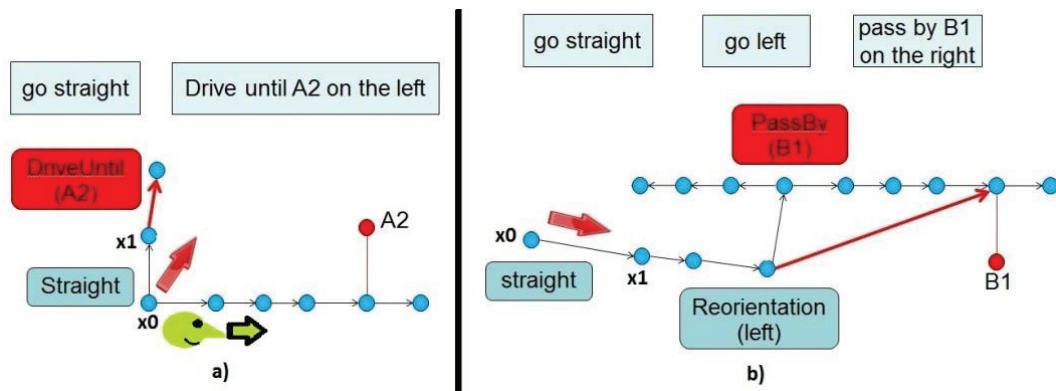 go straight
Drive until A2 on the left
DriveUntil
(A2)
A2
x1
Straight
x0
a)
go straight
go left
pass by B1
on the right
PassBy
(B1)
x0
straight
x1
B1
Reorientation
(left)
b)